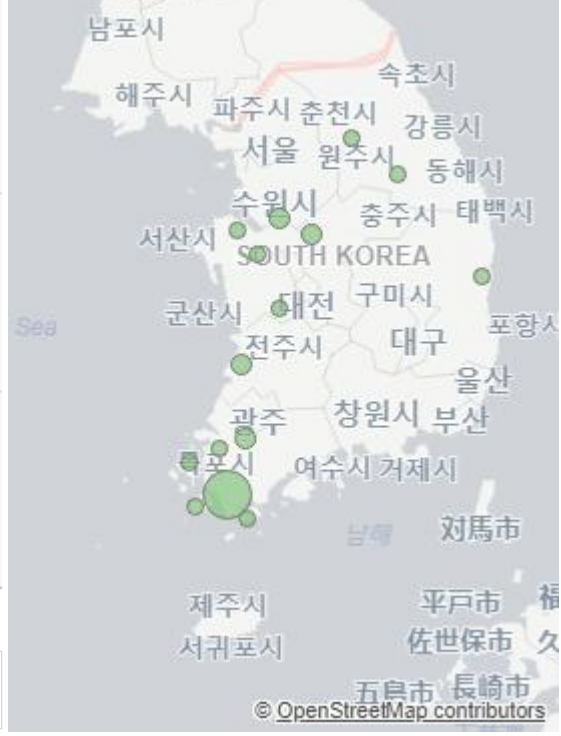 남포시
속초시
해주시
파주시 춘천시
강릉시
서울 원주시
동해시
수원시
충주시 태백시
서산시
SOUTH KOREA
구미시
대전
군산시
Sea
포항시
대구
전주시
울산
창원시 부산
광주
목포시 여수시 거제시
対馬市
남해
제주시
平戸市
서귀포시
佐世保市
五島市 長崎市
© OpenStreetMap contributors